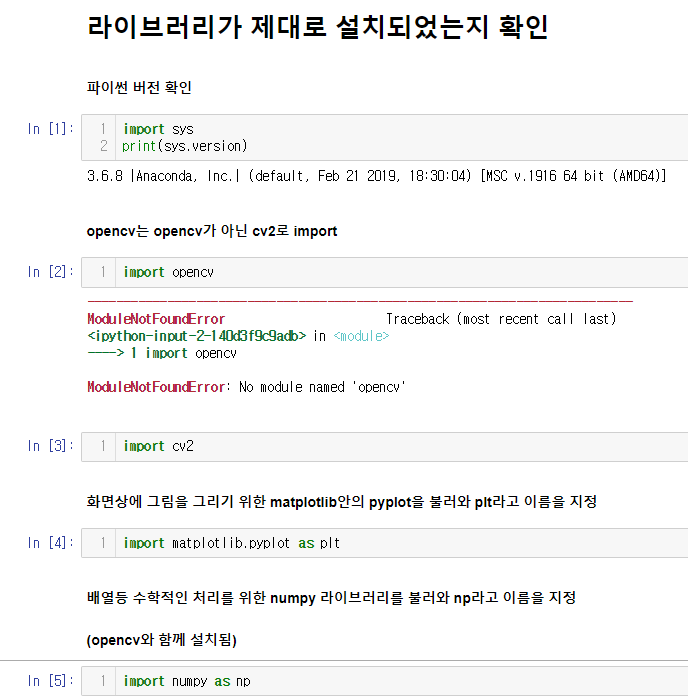 라이브러리가 제대로 설치되었는지 확인
파이썬 버전 확인
In [1]:
1 import sys
2 print(sys.version)
3.6.8 |Anaconda, Inc.| (default, Feb 21 2019, 18:30:04) [MSC v.1916 64 bit (AMD64)]
opencv는 opencv가 아닌 cv2로 import
In [2]:
1 import opencv
---------------------------------------------------------------------------
ModuleNotFoundError Traceback (most recent call last)
<ipython-input-2-140d3f9c9adb> in <module>
----> 1 import opencv
ModuleNotFoundError: No module named 'opencv'
In [3]:
1 import cv2
화면상에 그림을 그리기 위한 matplotlib안의 pyplot을 불러와 plt라고 이름을 지정
In [4]:
1 import matplotlib.pyplot as plt
배열등 수학적인 처리를 위한 numpy 라이브러리를 불러와 np라고 이름을 지정
(opencv와 함께 설치됨)
In [5]:
1 import numpy as np